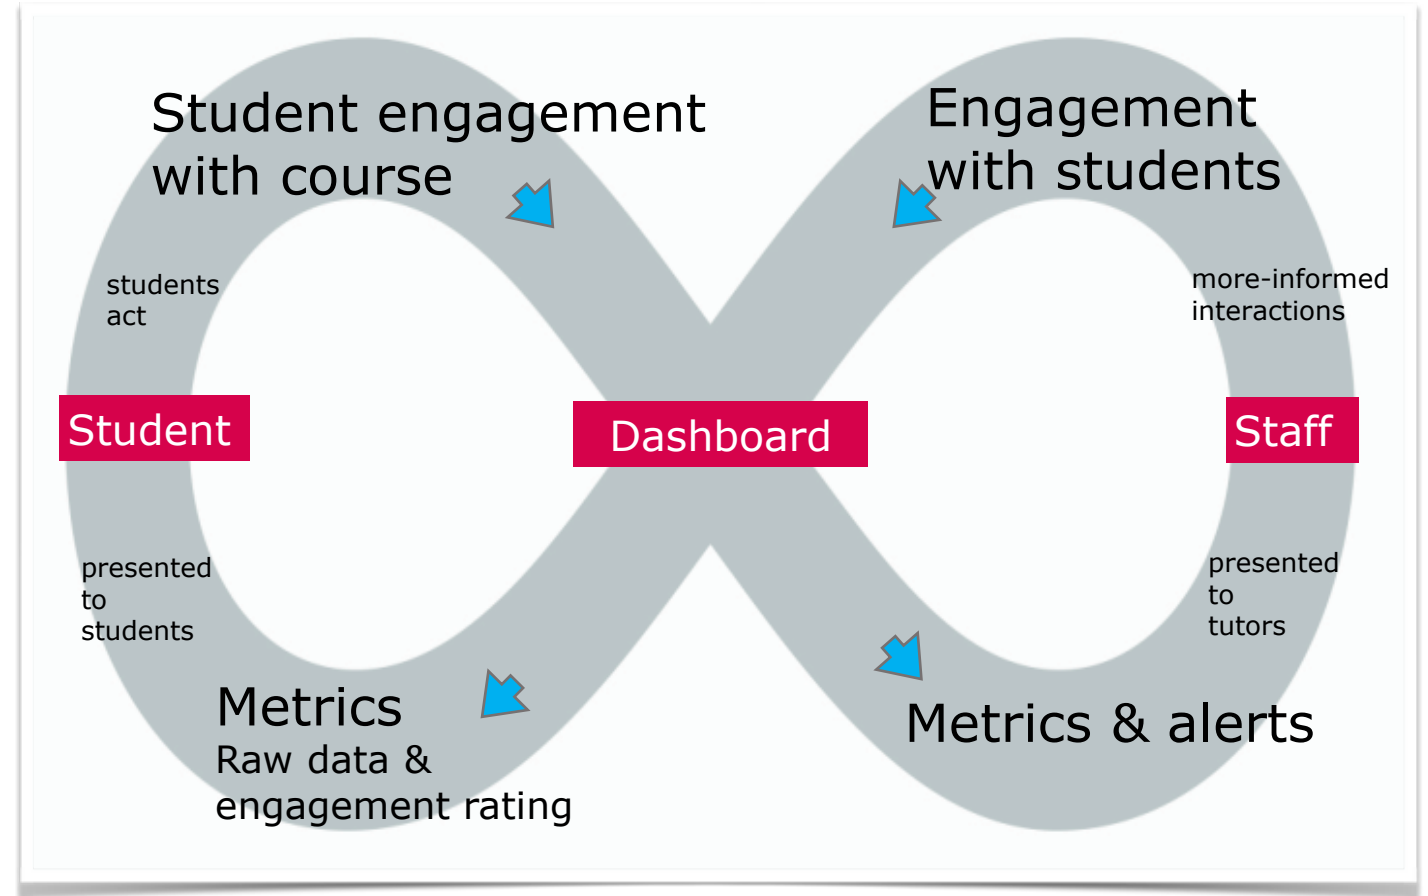 Student engagement
with course
Engagement
with students
students
act
more-informed
interactions
Student
Dashboard
Staff
presented
to
students
presented
to
tutors
Metrics
Raw data &
engagement rating
Metrics & alerts